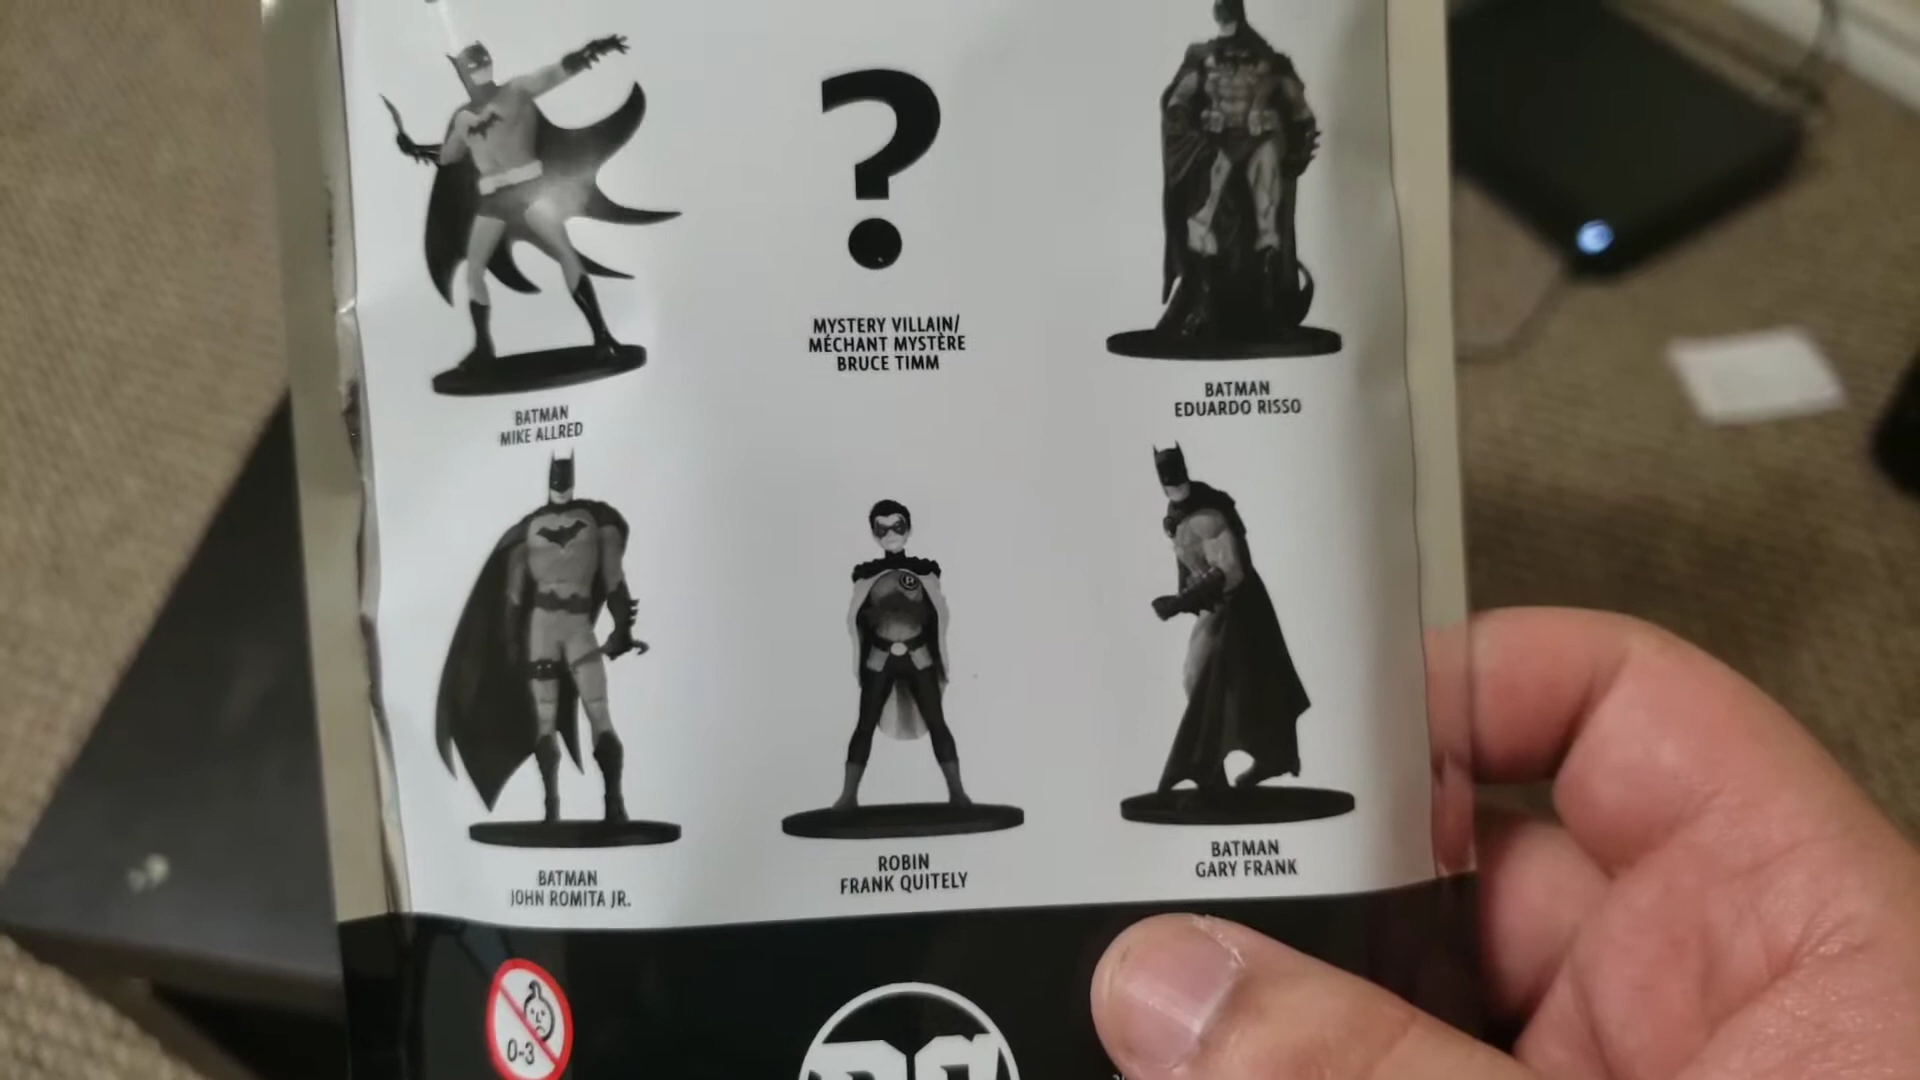 MYSTERY VILLAIN/
MÉCHANT MYSTÈRE
BRUCE TIMM
BATMAN
EDUARDO RISSO
BATMAN
MIKE ALLRED
R
BATMAN
JOHN ROMITA JR.
ROBIN
FRANK QUITELY
BATMAN
GARY FRANK
0-3
DC